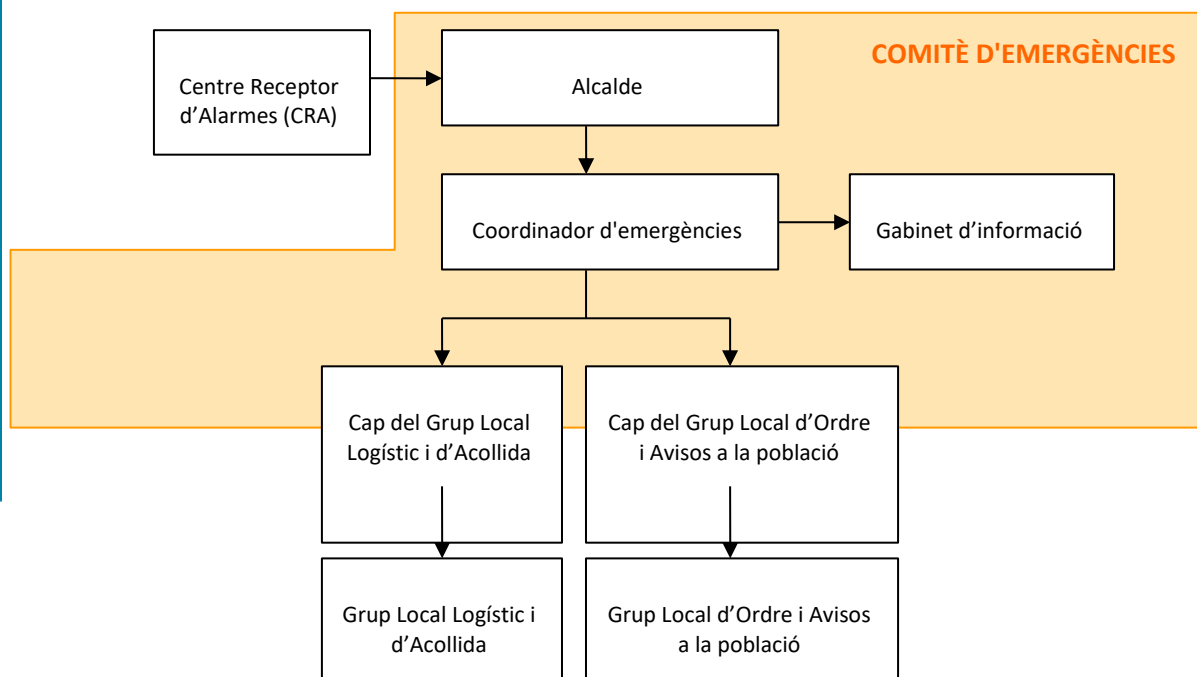 COMITÈ D'EMERGÈNCIES
Centre Receptor
d’Alarmes (CRA)
Alcalde
Coordinador d'emergències
Gabinet d’informació
Cap del Grup Local
Logístic i d’Acollida
Cap del Grup Local d’Ordre
i Avisos a la població
Grup Local Logístic i
d’Acollida
Grup Local d’Ordre i Avisos
a la població